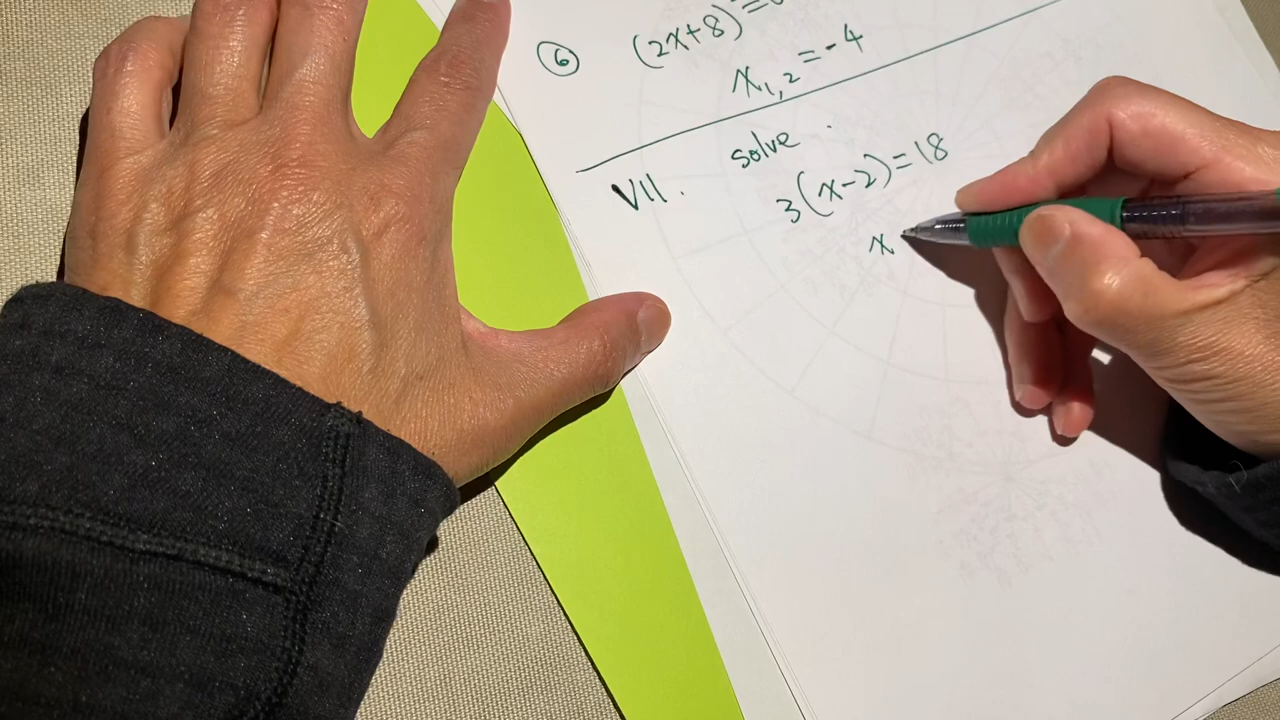 ⑥ (2x+8)=
x₁,₂=-4
VII. solve
3(x-2)=18
x